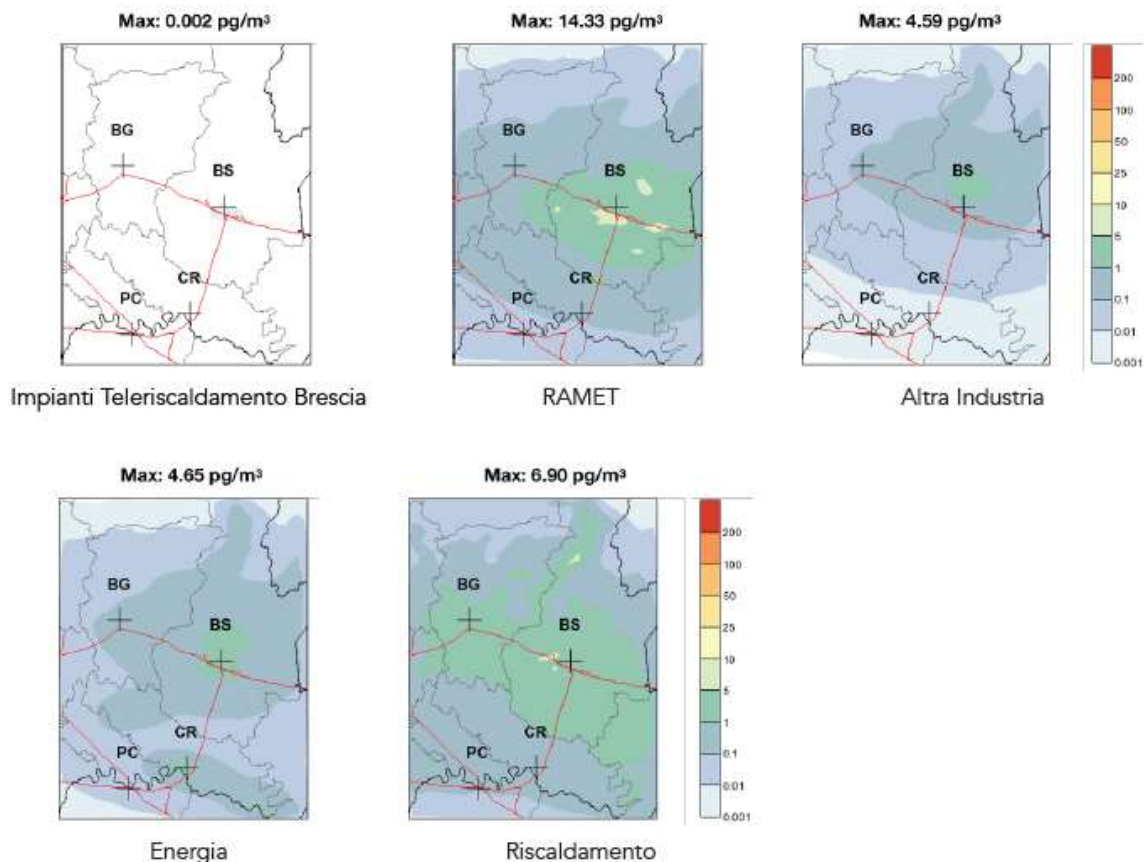 Max: 0.002 pg/m³
Max: 14.33 pg/m³
Max: 4.59 pg/m³
BG
BS
CR
PC
BG
BS
CR
PC
BG
BS
CR
PC
200
100
50
25
10
5
1
0.1
0.01
0.001
Impianti Teleriscaldamento Brescia
RAMET
Altra Industria
Max: 4.65 pg/m³
Max: 6.90 pg/m³
BG
BS
CR
PC
BG
BS
CR
PC
200
100
50
25
10
5
1
0.1
0.01
0.001
Energia
Riscaldamento